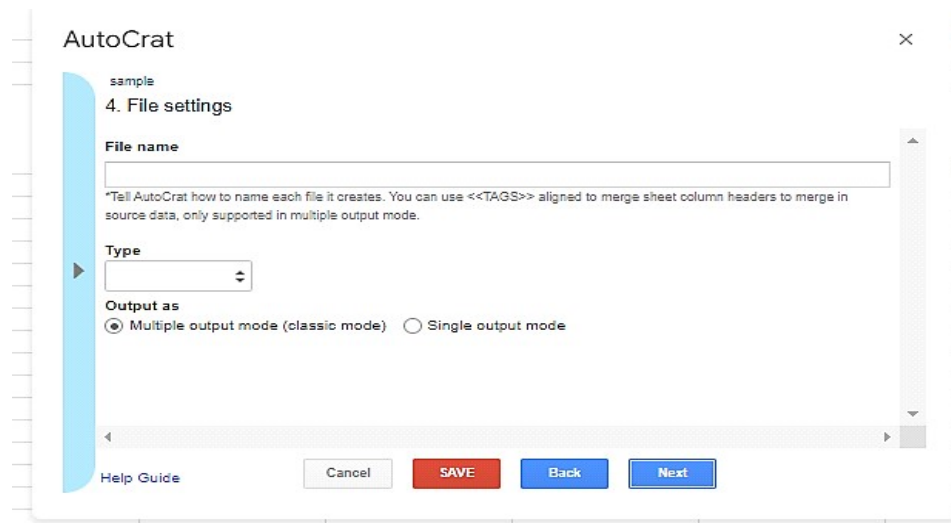 AutoCrat
sample
4. File settings
File name
*Tell AutoCrat how to name each file it creates. You can use <<TAGS>> aligned to merge sheet column headers to merge in
source data, only supported in multiple output mode.
Type
Output as
Multiple output mode (classic mode) Single output mode
Help Guide Cancel SAVE Back Next